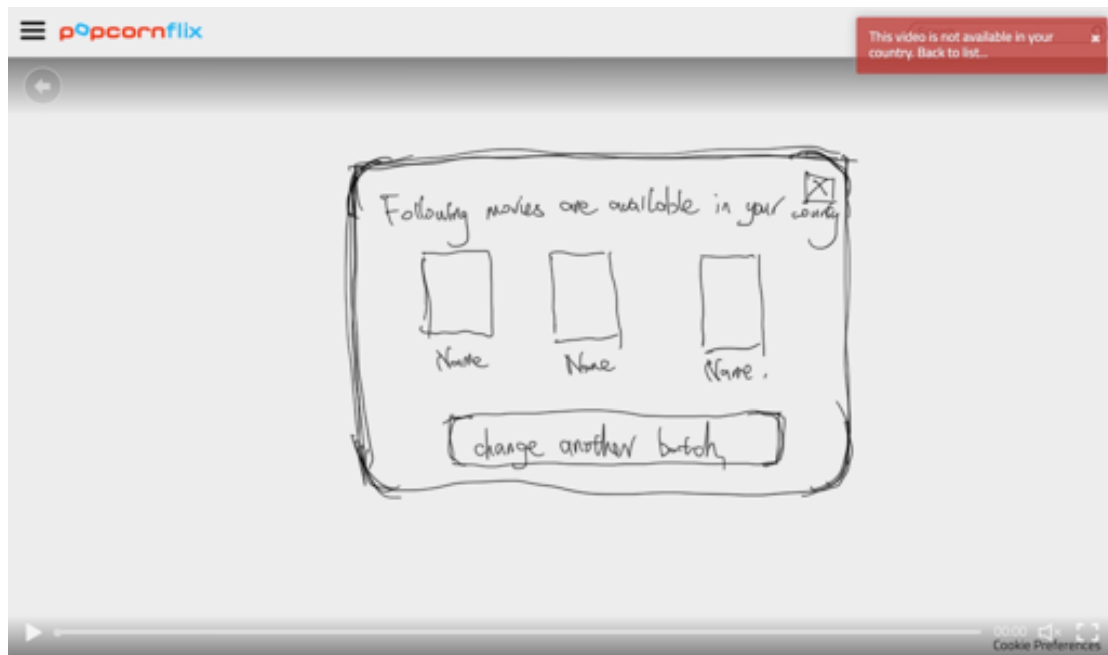 popcornflix
This video is not available in your
country. Back to list...
Following movies are available in your
Name
Name
Name.
change another batch
00:00
Cookie Preferences